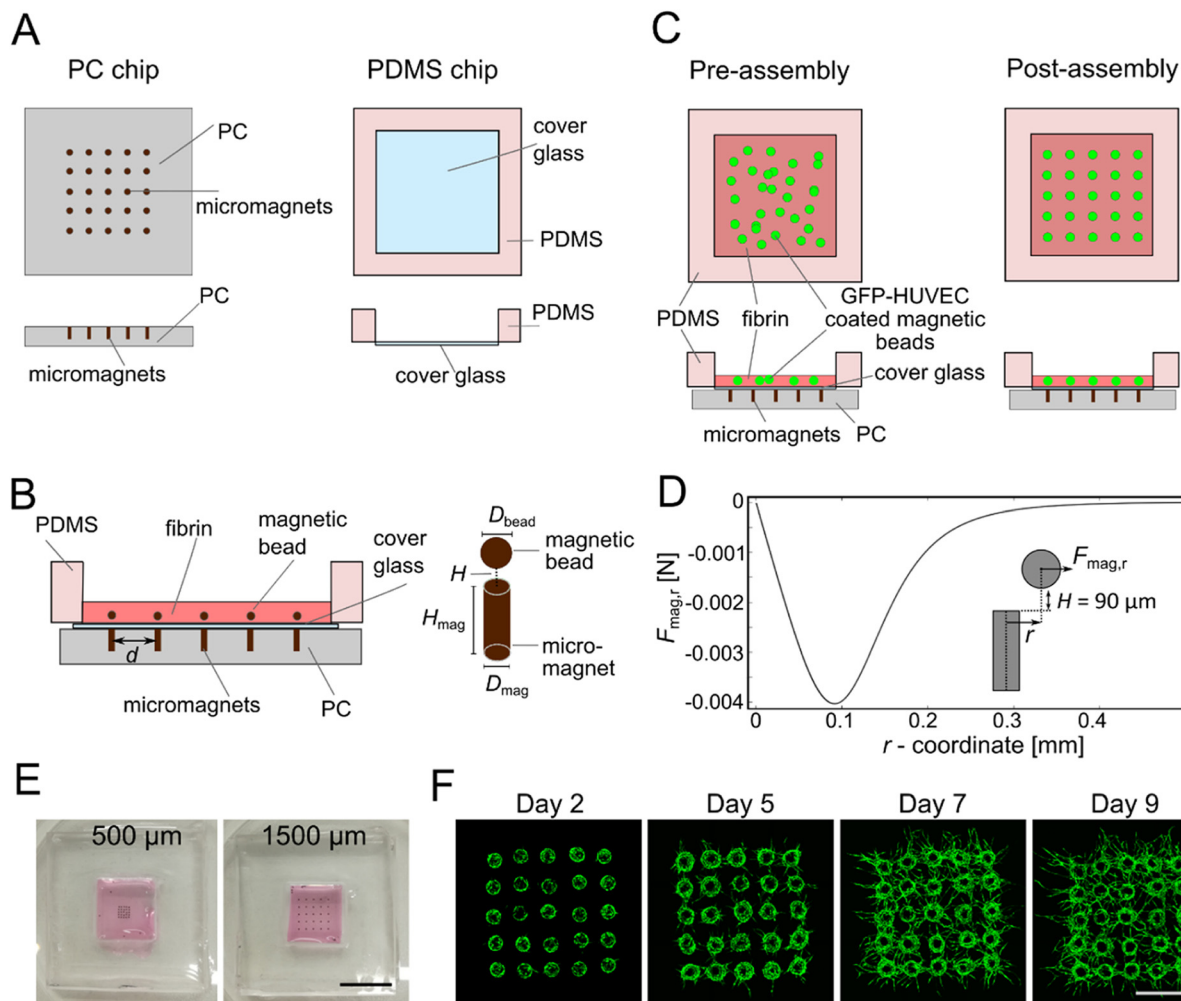 A
PC chip
PDMS chip
PC
micromagnets
cover
glass
PDMS
PC
micromagnets
PDMS
cover glass
C
Pre-assembly
Post-assembly
PDMS
fibrin
GFP-HUVEC
coated magnetic
beads
cover glass
micromagnets
PC
B
PDMS
fibrin
magnetic
bead
cover
glass
d
micromagnets
PC
D_bead
magnetic
bead
H
H_mag
micro-
magnet
D_mag
D
0
-0.001
-0.002
-0.003
-0.004
F_mag,r [N]
F_mag,r
H = 90 μm
r
0
0.1
0.2
0.3
0.4
r - coordinate [mm]
E
500 μm
1500 μm
F
Day 2
Day 5
Day 7
Day 9